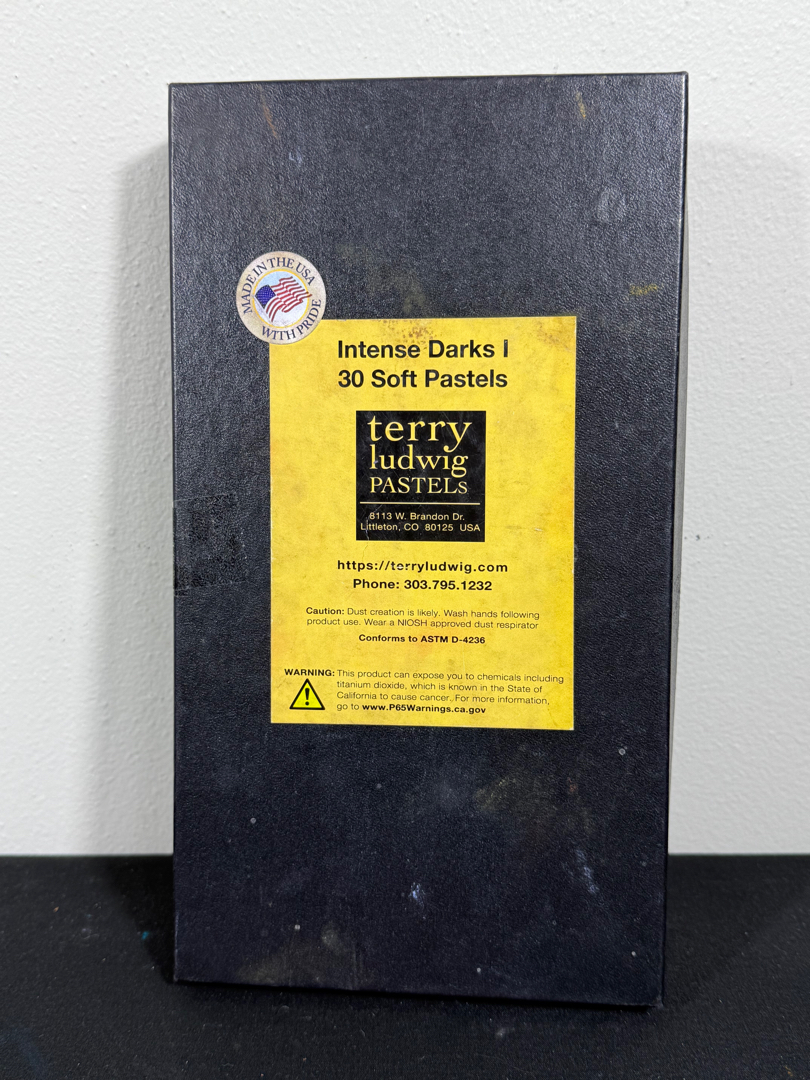 MADE IN THE USA
WITH PRIDE
Intense Darks I
30 Soft Pastels
terry
ludwig
PASTELs
8113 W. Brandon Dr.
Littleton, CO 80125 USA
https://terryludwig.com
Phone: 303.795.1232
Caution: Dust creation is likely. Wash hands following
product use. Wear a NIOSH approved dust respirator
Conforms to ASTM D-4236
WARNING: This product can expose you to chemicals including
titanium dioxide, which is known in the State of
California to cause cancer. For more information,
go to www.P65Warnings.ca.gov